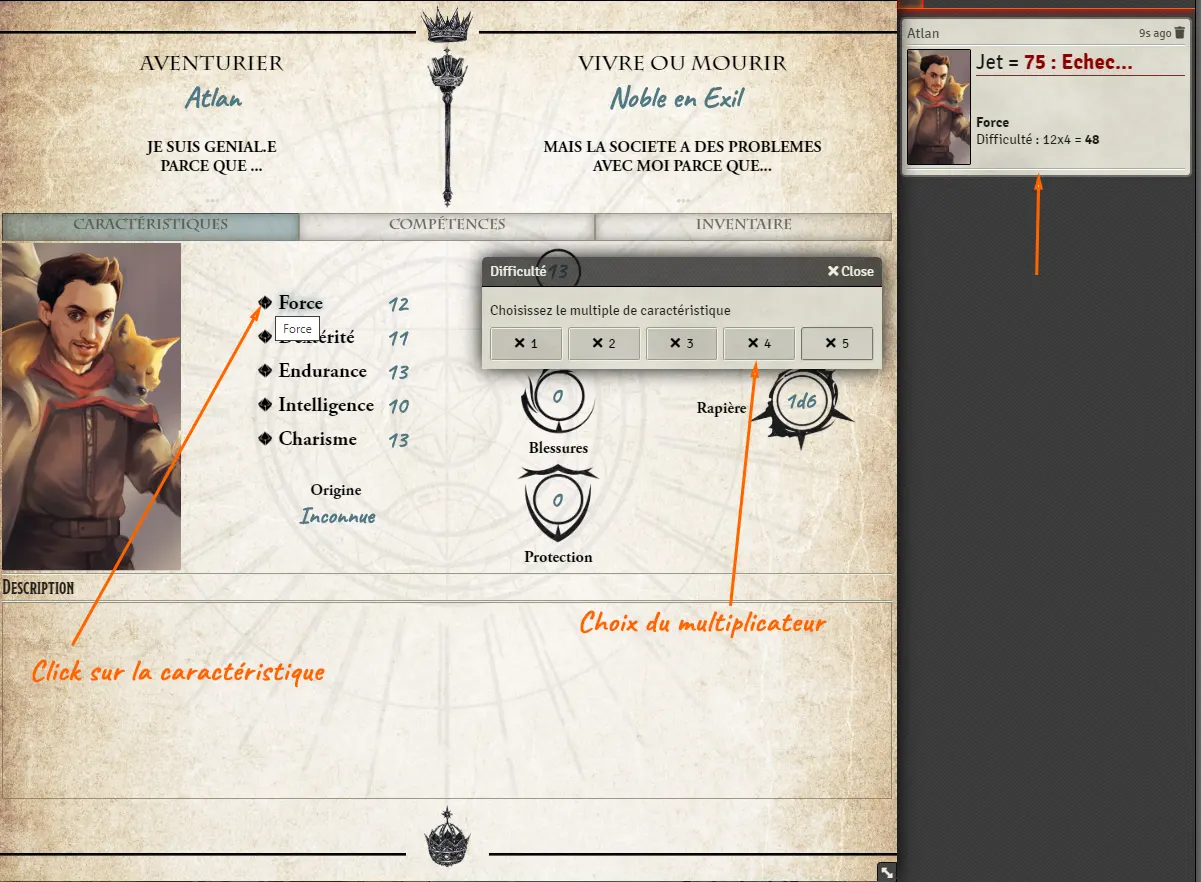 AVENTURIER
Atlan
JE SUIS GENIAL.E
PARCE QUE ...
...
VIVRE OU MOURIR
Noble en Exil
MAIS LA SOCIETE A DES PROBLEMES
AVEC MOI PARCE QUE...
...
CARACTÉRISTIQUES
COMPÉTENCES
INVENTAIRE
Force 12
Force
Dextérité 11
Endurance 13
Intelligence 10
Charisme 13
Origine
Inconnue
13
Difficulté
Close
Choisissez le multiple de caractéristique
× 1
× 2
× 3
× 4
× 5
0
Blessures
Rapière
1d6
0
Protection
Description
Choix du multiplicateur
Click sur la caractéristique
Atlan
9s ago
Jet = 75 : Echec...
Force
Difficulté : 12x4 = 48